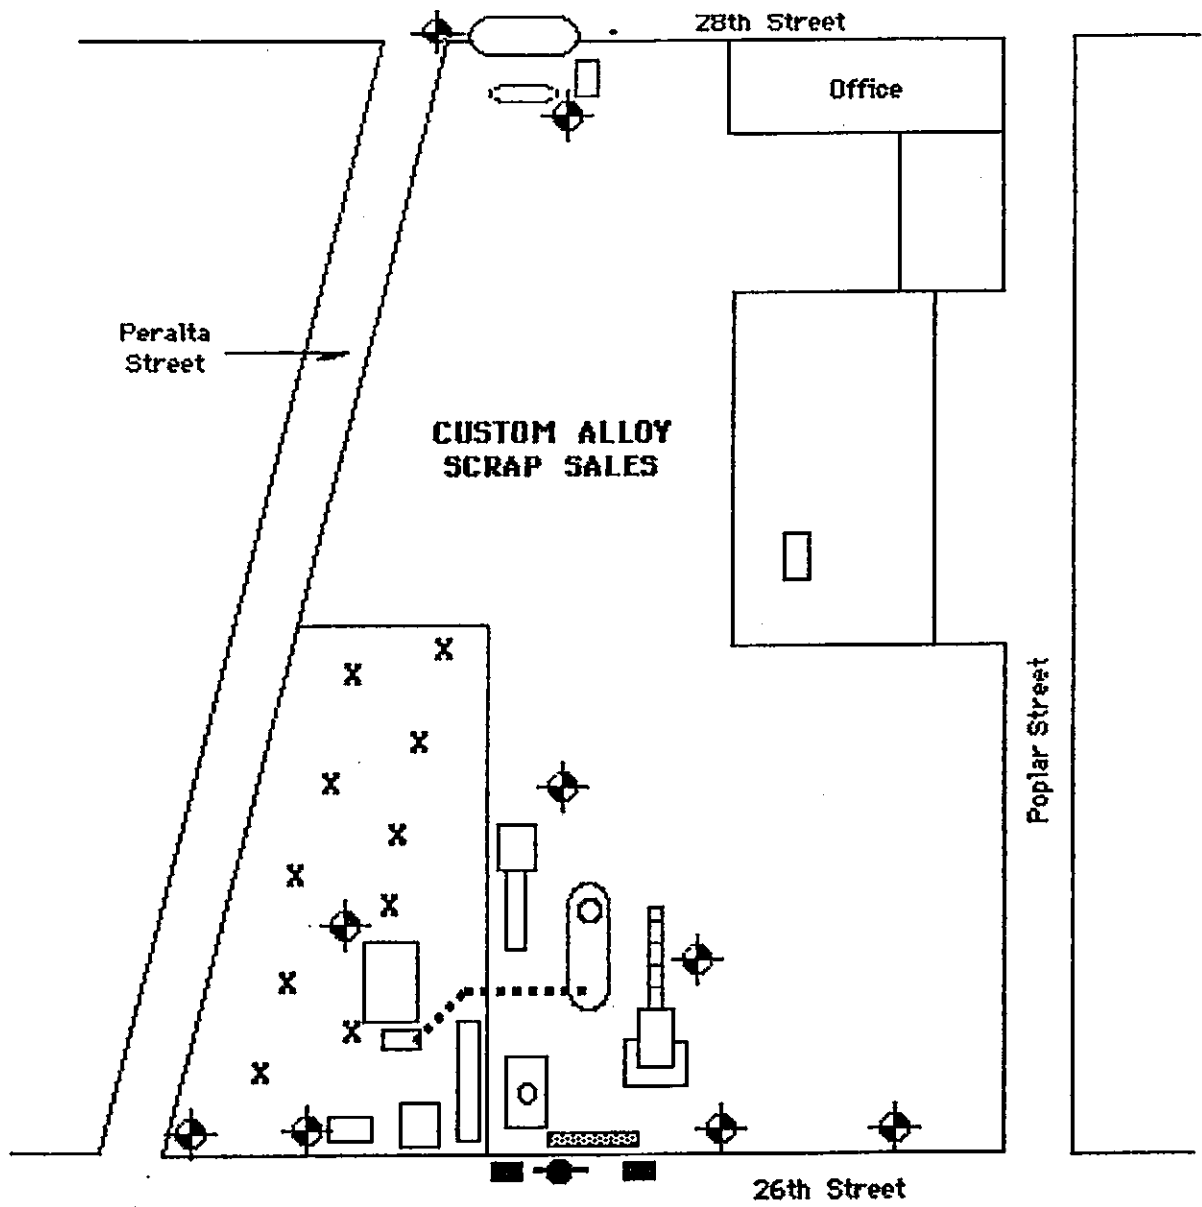 28th Street
Office
Peralta
Street
CUSTOM ALLOY
SCRAP SALES
X
X
X
X
X
X
X
X
X
X
Poplar Street
26th Street